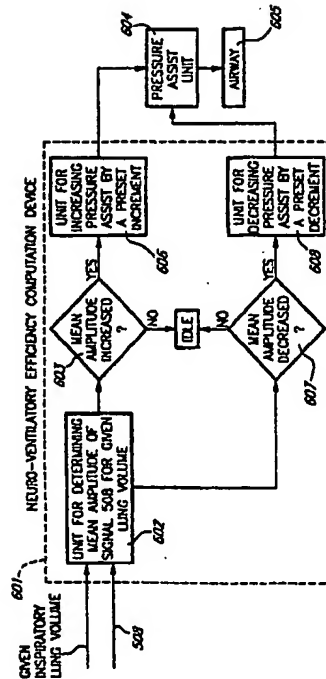 NEURO-VENTILATORY EFFICIENCY COMPUTATION DEVICE
601
GIVEN
INSPIRATORY
LUNG VOLUME
508
UNIT FOR DETERMINING
MEAN AMPLITUDE OF
SIGNAL 508 FOR GIVEN
LUNG VOLUME
602
603
MEAN
AMPLITUDE
INCREASED
?
YES
NO
IDLE
NO
607
MEAN
AMPLITUDE
DECREASED
?
YES
UNIT FOR
INCREASING
PRESSURE
ASSIST BY
A PRESET
INCREMENT
606
UNIT FOR
DECREASING
PRESSURE
ASSIST BY
A PRESET
DECREMENT
608
604
PRESSURE
ASSIST
UNIT
AIRWAY
605